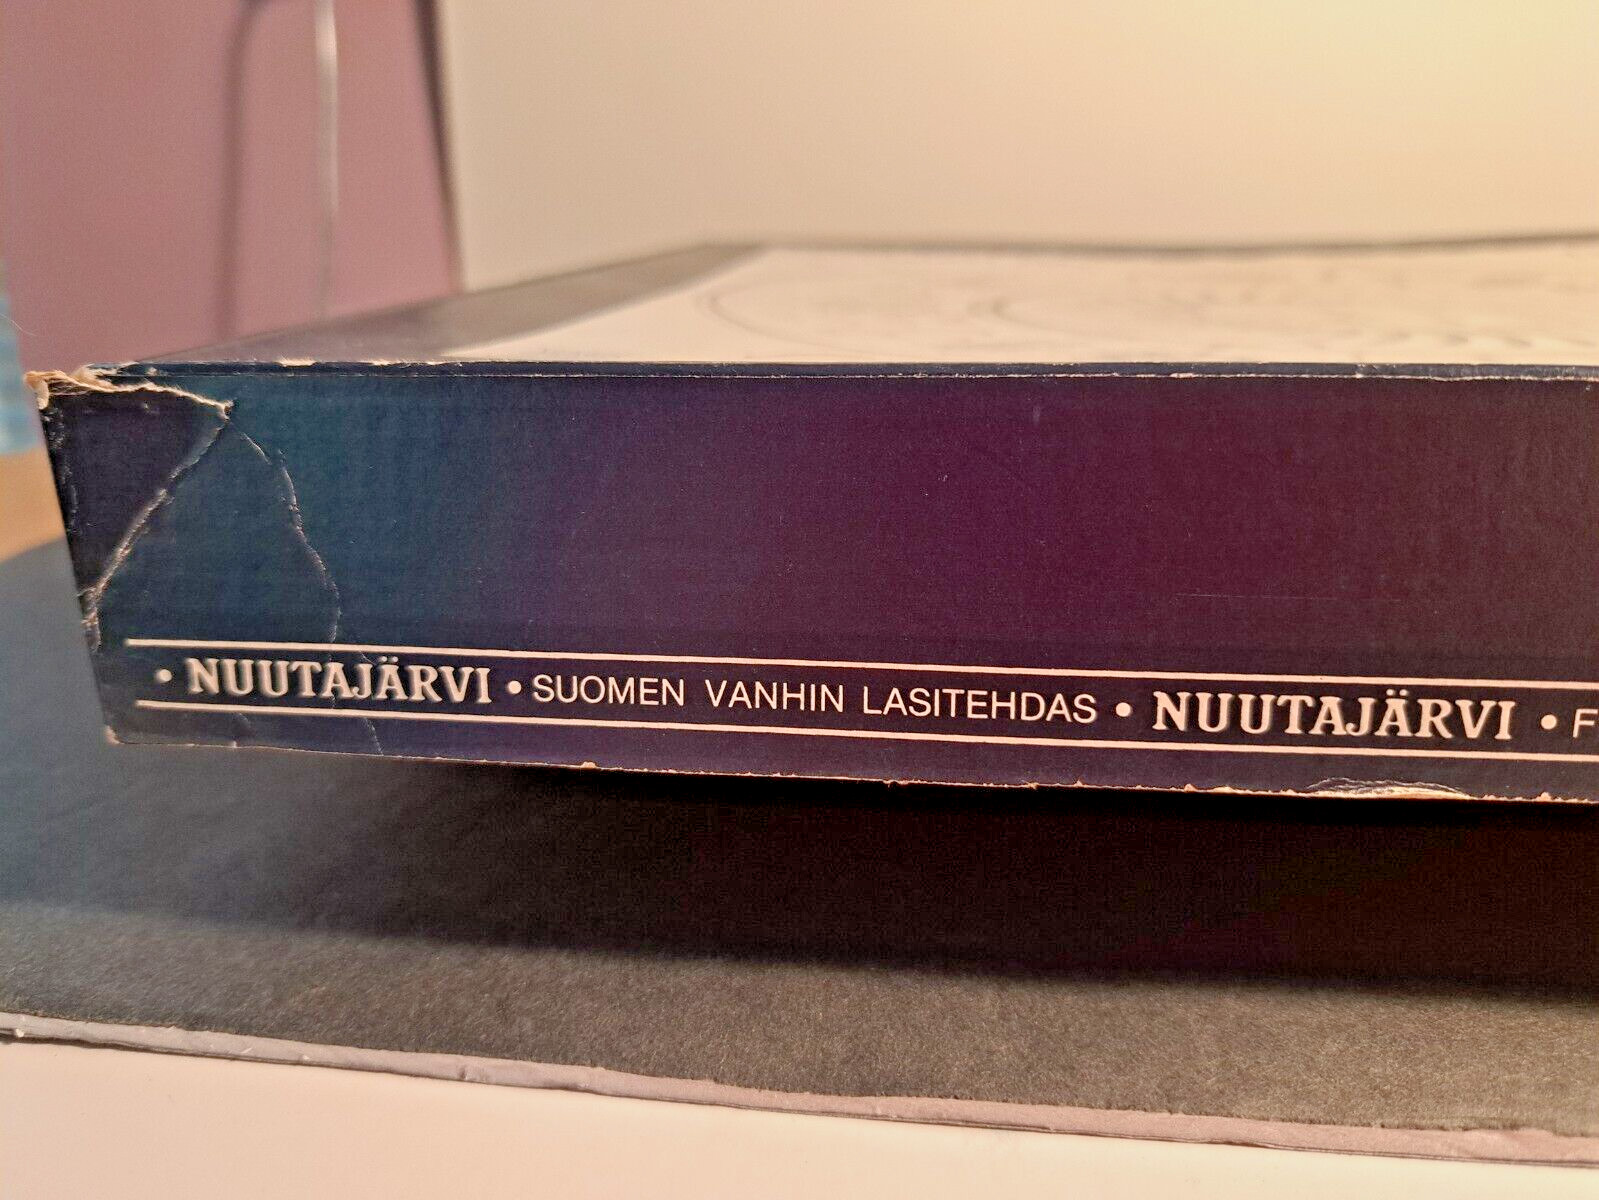 • NUUTAJÄRVI • SUOMEN VANHIN LASITEHDAS • NUUTAJÄRVI • F